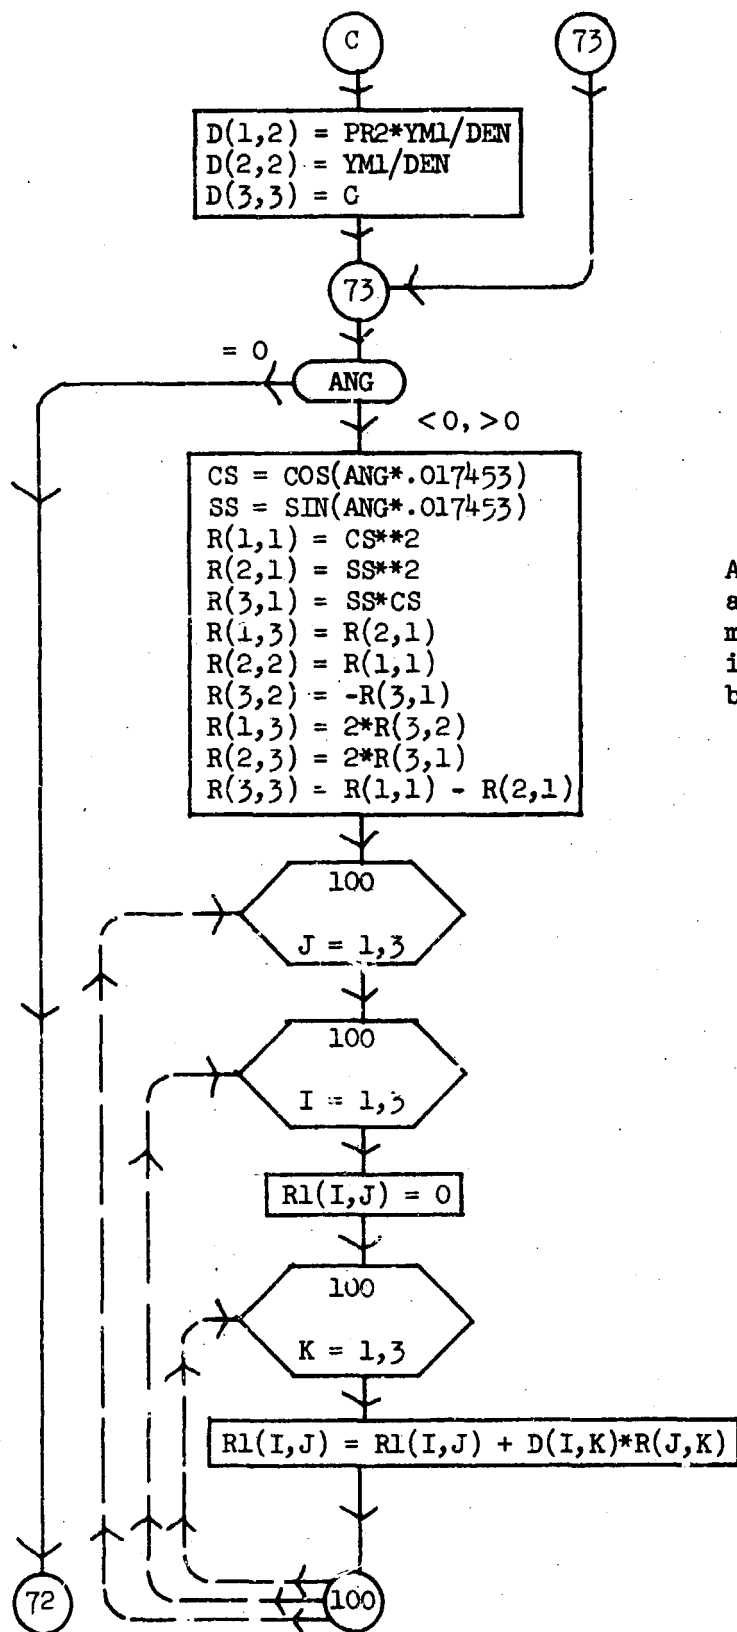 C
73
D(1,2) = PR2*YM1/DEN
D(2,2) = YM1/DEN
D(3,3) = C
73
= 0
ANG
<0, >0
CS = COS(ANG*.017453)
SS = SIN(ANG*.017453)
R(1,1) = CS**2
R(2,1) = SS**2
R(3,1) = SS*CS
R(1,3) = R(2,1)
R(2,2) = R(1,1)
R(3,2) = -R(3,1)
R(1,3) = 2*R(3,2)
R(2,3) = 2*R(3,1)
R(3,3) - R(1,1) - R(2,1)
A
a
m
i
b
100
J = 1,3
100
I = 1,3
R1(I,J) = 0
100
K = 1,3
R1(I,J) = R1(I,J) + D(I,K)*R(J,K)
72
100